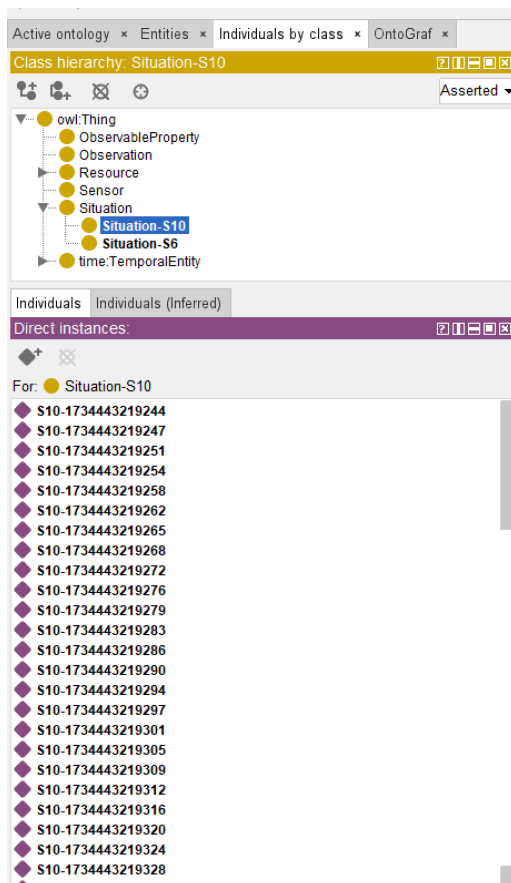 Active ontology × Entities × Individuals by class × OntoGraf ×
Class hierarchy: Situation-S10
Asserted
owl:Thing
ObservableProperty
Observation
Resource
Sensor
Situation
Situation-S10
Situation-S6
time:TemporalEntity
Individuals Individuals (Inferred)
Direct instances:
For: Situation-S10
S10-1734443219244
S10-1734443219247
S10-1734443219251
S10-1734443219254
S10-1734443219258
S10-1734443219262
S10-1734443219265
S10-1734443219268
S10-1734443219272
S10-1734443219276
S10-1734443219279
S10-1734443219283
S10-1734443219286
S10-1734443219290
S10-1734443219294
S10-1734443219297
S10-1734443219301
S10-1734443219305
S10-1734443219309
S10-1734443219312
S10-1734443219316
S10-1734443219320
S10-1734443219324
S10-1734443219328